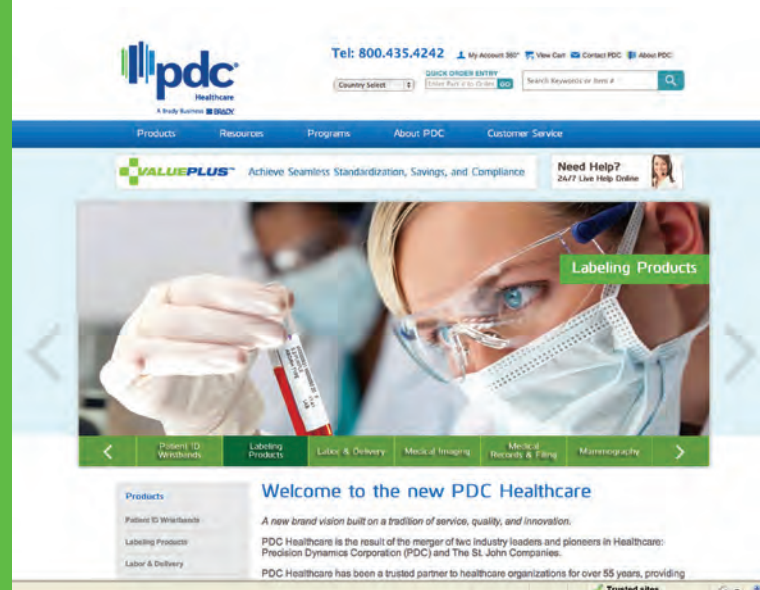 Tel: 800.435.4242
My Account 360°
View Cart
Contact PDC
About PDC
pdc
Healthcare
A Brady Business BRADY
Country Select
QUICK ORDER ENTRY
Enter Part # to Order GO
Search Keywords or Item #
Products
Resources
Programs
About PDC
Customer Service
VALUEPLUS™
Achieve Seamless Standardization, Savings, and Compliance
Need Help?
24/7 Live Help Online
Labeling Products
Patient ID
Wristbands
Labeling
Products
Labor & Delivery
Medical Imaging
Medical
Records & Filing
Mammography
Products
Patient ID Wristbands
Labeling Products
Labor & Delivery
Welcome to the new PDC Healthcare
A new brand vision built on a tradition of service, quality, and innovation.
PDC Healthcare is the result of the merger of two industry leaders and pioneers in Healthcare:
Precision Dynamics Corporation (PDC) and The St. John Companies.
PDC Healthcare has been a trusted partner to healthcare organizations for over 55 years, providing
Trusted sites